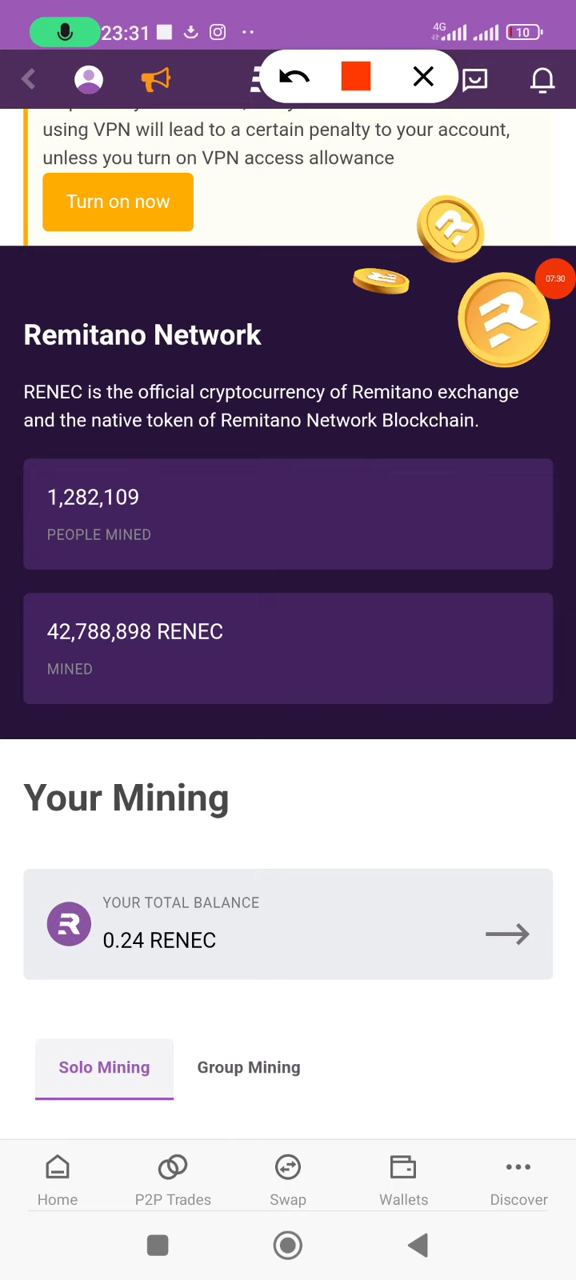 23:31
4G
10
using VPN will lead to a certain penalty to your account,
unless you turn on VPN access allowance
Turn on now
07:30
Remitano Network
RENEC is the official cryptocurrency of Remitano exchange
and the native token of Remitano Network Blockchain.
1,282,109
PEOPLE MINED
42,788,898 RENEC
MINED
Your Mining
YOUR TOTAL BALANCE
0.24 RENEC
Solo Mining Group Mining
Home P2P Trades Swap Wallets Discover